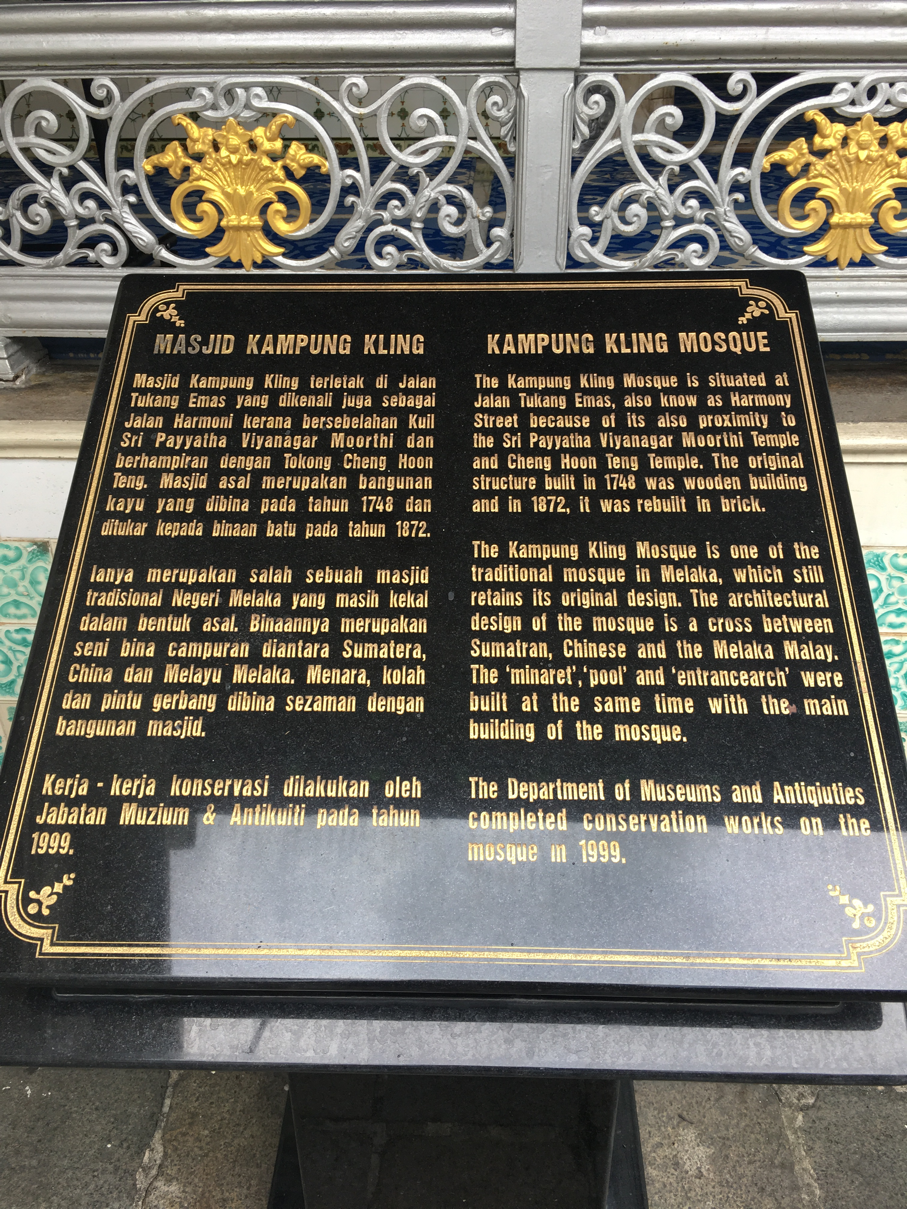 MASJID KAMPUNG KLING
Masjid Kampung Kling terletak di Jalan
Tukang Emas yang dikenali juga sebagai
Jalan Harmoni kerana bersebelahan Kuil
Sri Payyatha Viyanagar Moorthi dan
berhampiran dengan Tokong Cheng Hoon
Teng. Masjid asal merupakan bangunan
kayu yang dibina pada tahun 1748 dan
ditukar kepada binaan batu pada tahun 1872.
Ianya merupakan salah sebuah masjid
tradisional Negeri Melaka yang masih kekal
dalam bentuk asal. Binaannya merupakan
seni bina campuran diantara Sumatera,
China dan Melayu Melaka. Menara, kolah
dan pintu gerbang dibina sezaman dengan
bangunan masjid.
Kerja - kerja konservasi dilakukan oleh
Jabatan Muzium & Antikuiti pada tahun
1999.
KAMPUNG KLING MOSQUE
The Kampung Kling Mosque is situated at
Jalan Tukang Emas, also know as Harmony
Street because of its also proximity to
the Sri Payyatha Viyanagar Moorthi Temple
and Cheng Hoon Teng Temple. The original
structure built in 1748 was wooden building
and in 1872, it was rebuilt in brick.
The Kampung Kling Mosque is one of the
traditional mosque in Melaka, which still
retains its original design. The architectural
design of the mosque is a cross between
Sumatran, Chinese and the Melaka Malay.
The 'minaret','pool' and 'entrancearch' were
built at the same time with the main
building of the mosque.
The Department of Museums and Antiqiuties
completed conservation works on the
mosque in 1999.